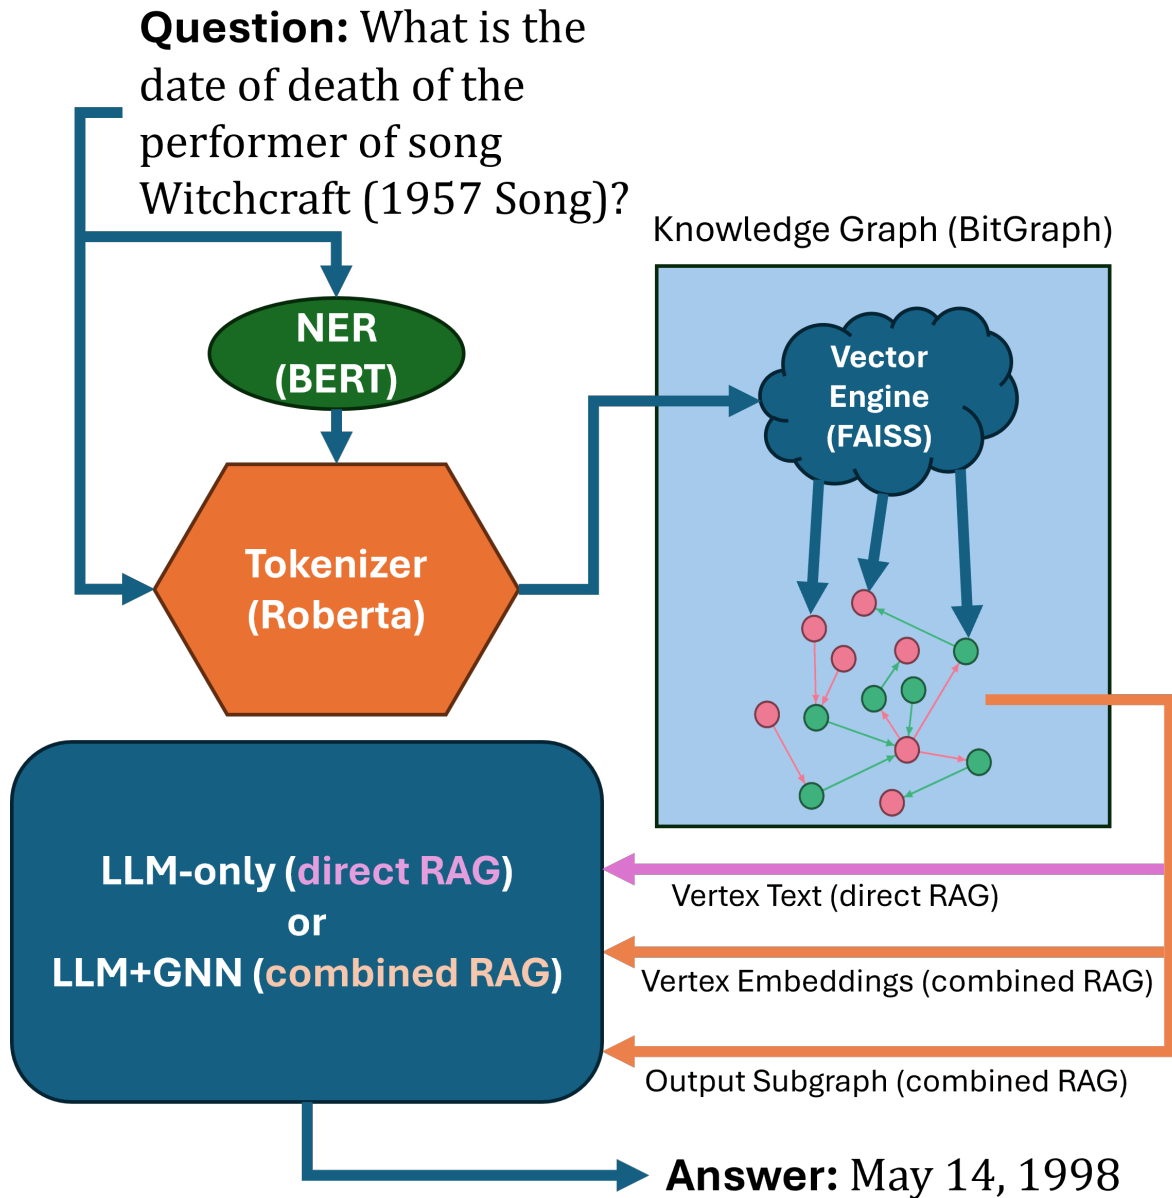 Question: What is the
date of death of the
performer of song
Witchcraft (1957 Song)?
Knowledge Graph (BitGraph)
NER
(BERT)
Vector
Engine
(FAISS)
Tokenizer
(Roberta)
LLM-only (direct RAG)
or
LLM+GNN (combined RAG)
Vertex Text (direct RAG)
Vertex Embeddings (combined RAG)
Output Subgraph (combined RAG)
Answer: May 14, 1998